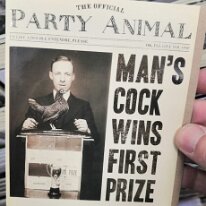 THE OFFICIAL
PARTY ANIMAL
MAN'S
COCK
WINS
FIRST
PRIZE